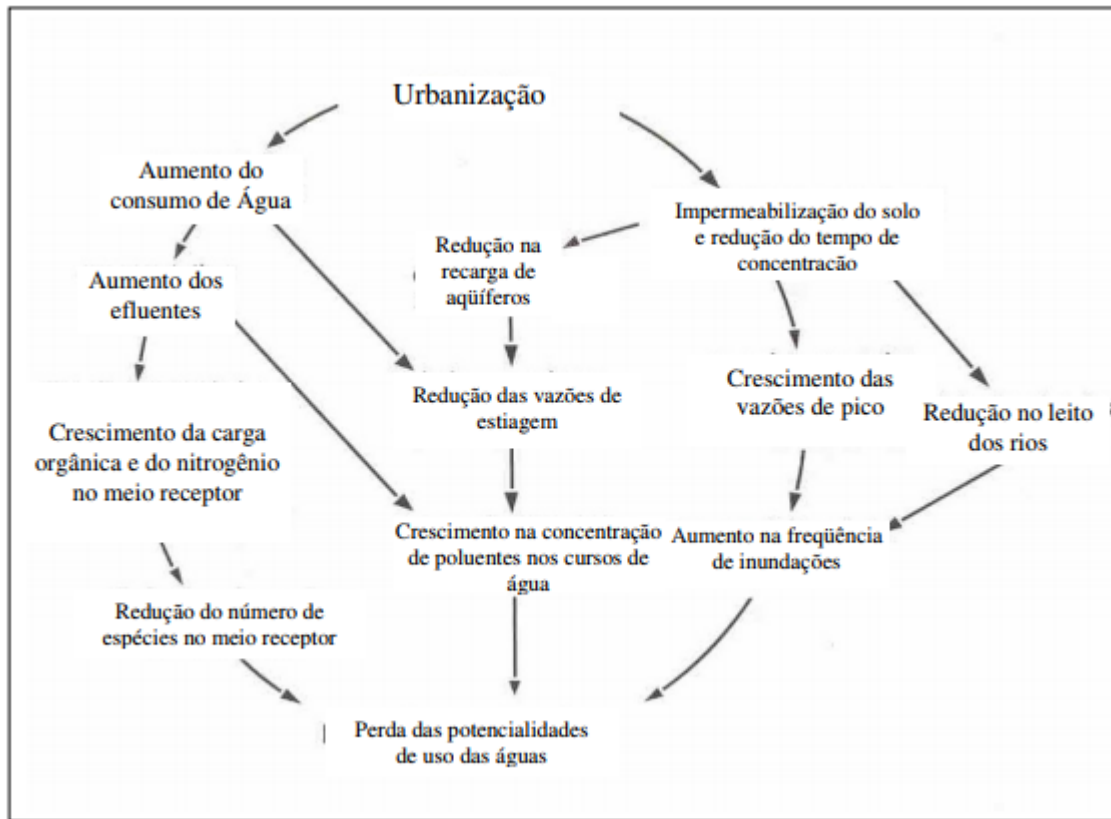 Urbanização
Aumento do
consumo de Água
Impermeabilização do solo
e redução do tempo de
concentracão
Redução na
recarga de
aqüíferos
Aumento dos
efluentes
Redução das vazões de
estiagem
Crescimento das
vazões de pico
Redução no leito
dos rios
Crescimento da carga
orgânica e do nitrogênio
no meio receptor
Crescimento na concentração
de poluentes nos cursos de
água
Aumento na freqüência
de inundações
Redução do número de
espécies no meio receptor
Perda das potencialidades
de uso das águas